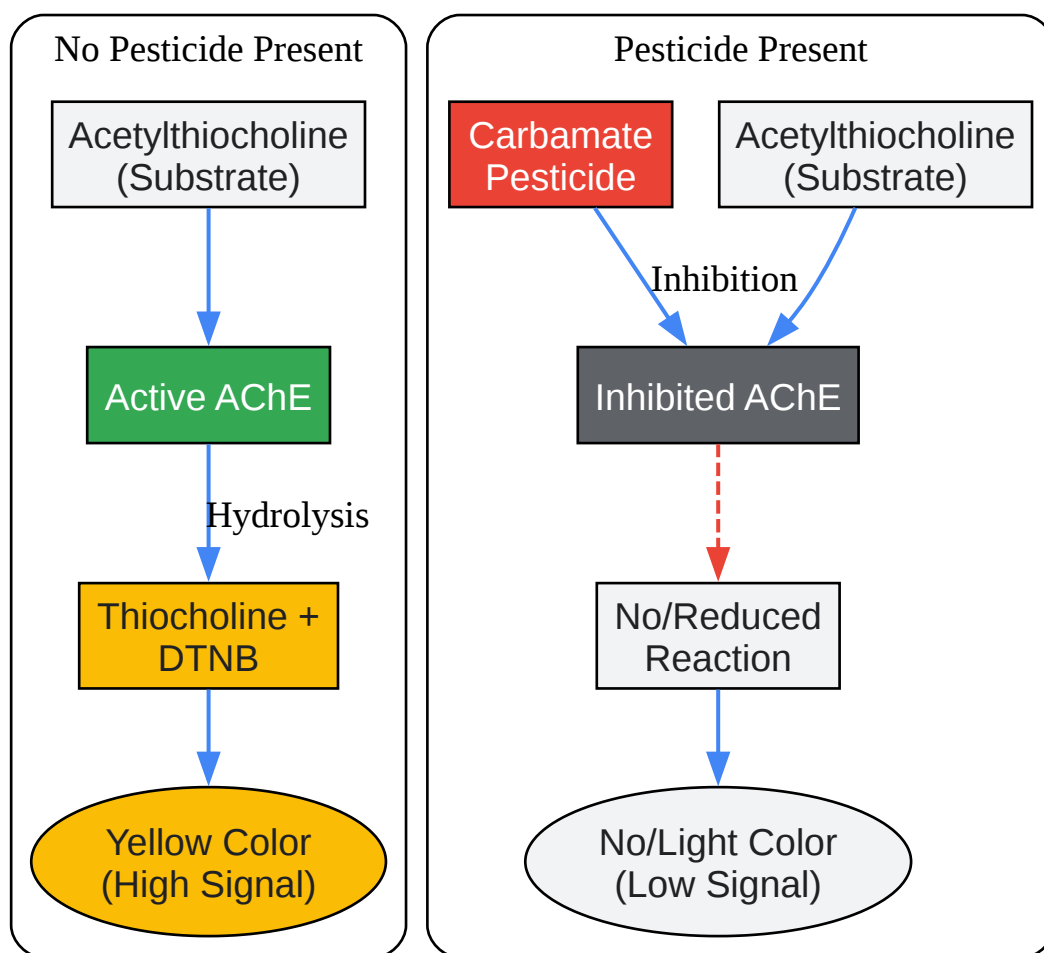 No Pesticide Present
Acetylthiocholine
(Substrate)
Active AChE
Hydrolysis
Thiocholine +
DTNB
Yellow Color
(High Signal)
Pesticide Present
Carbamate
Pesticide
Acetylthiocholine
(Substrate)
Inhibition
Inhibited AChE
No/Reduced
Reaction
No/Light Color
(Low Signal)